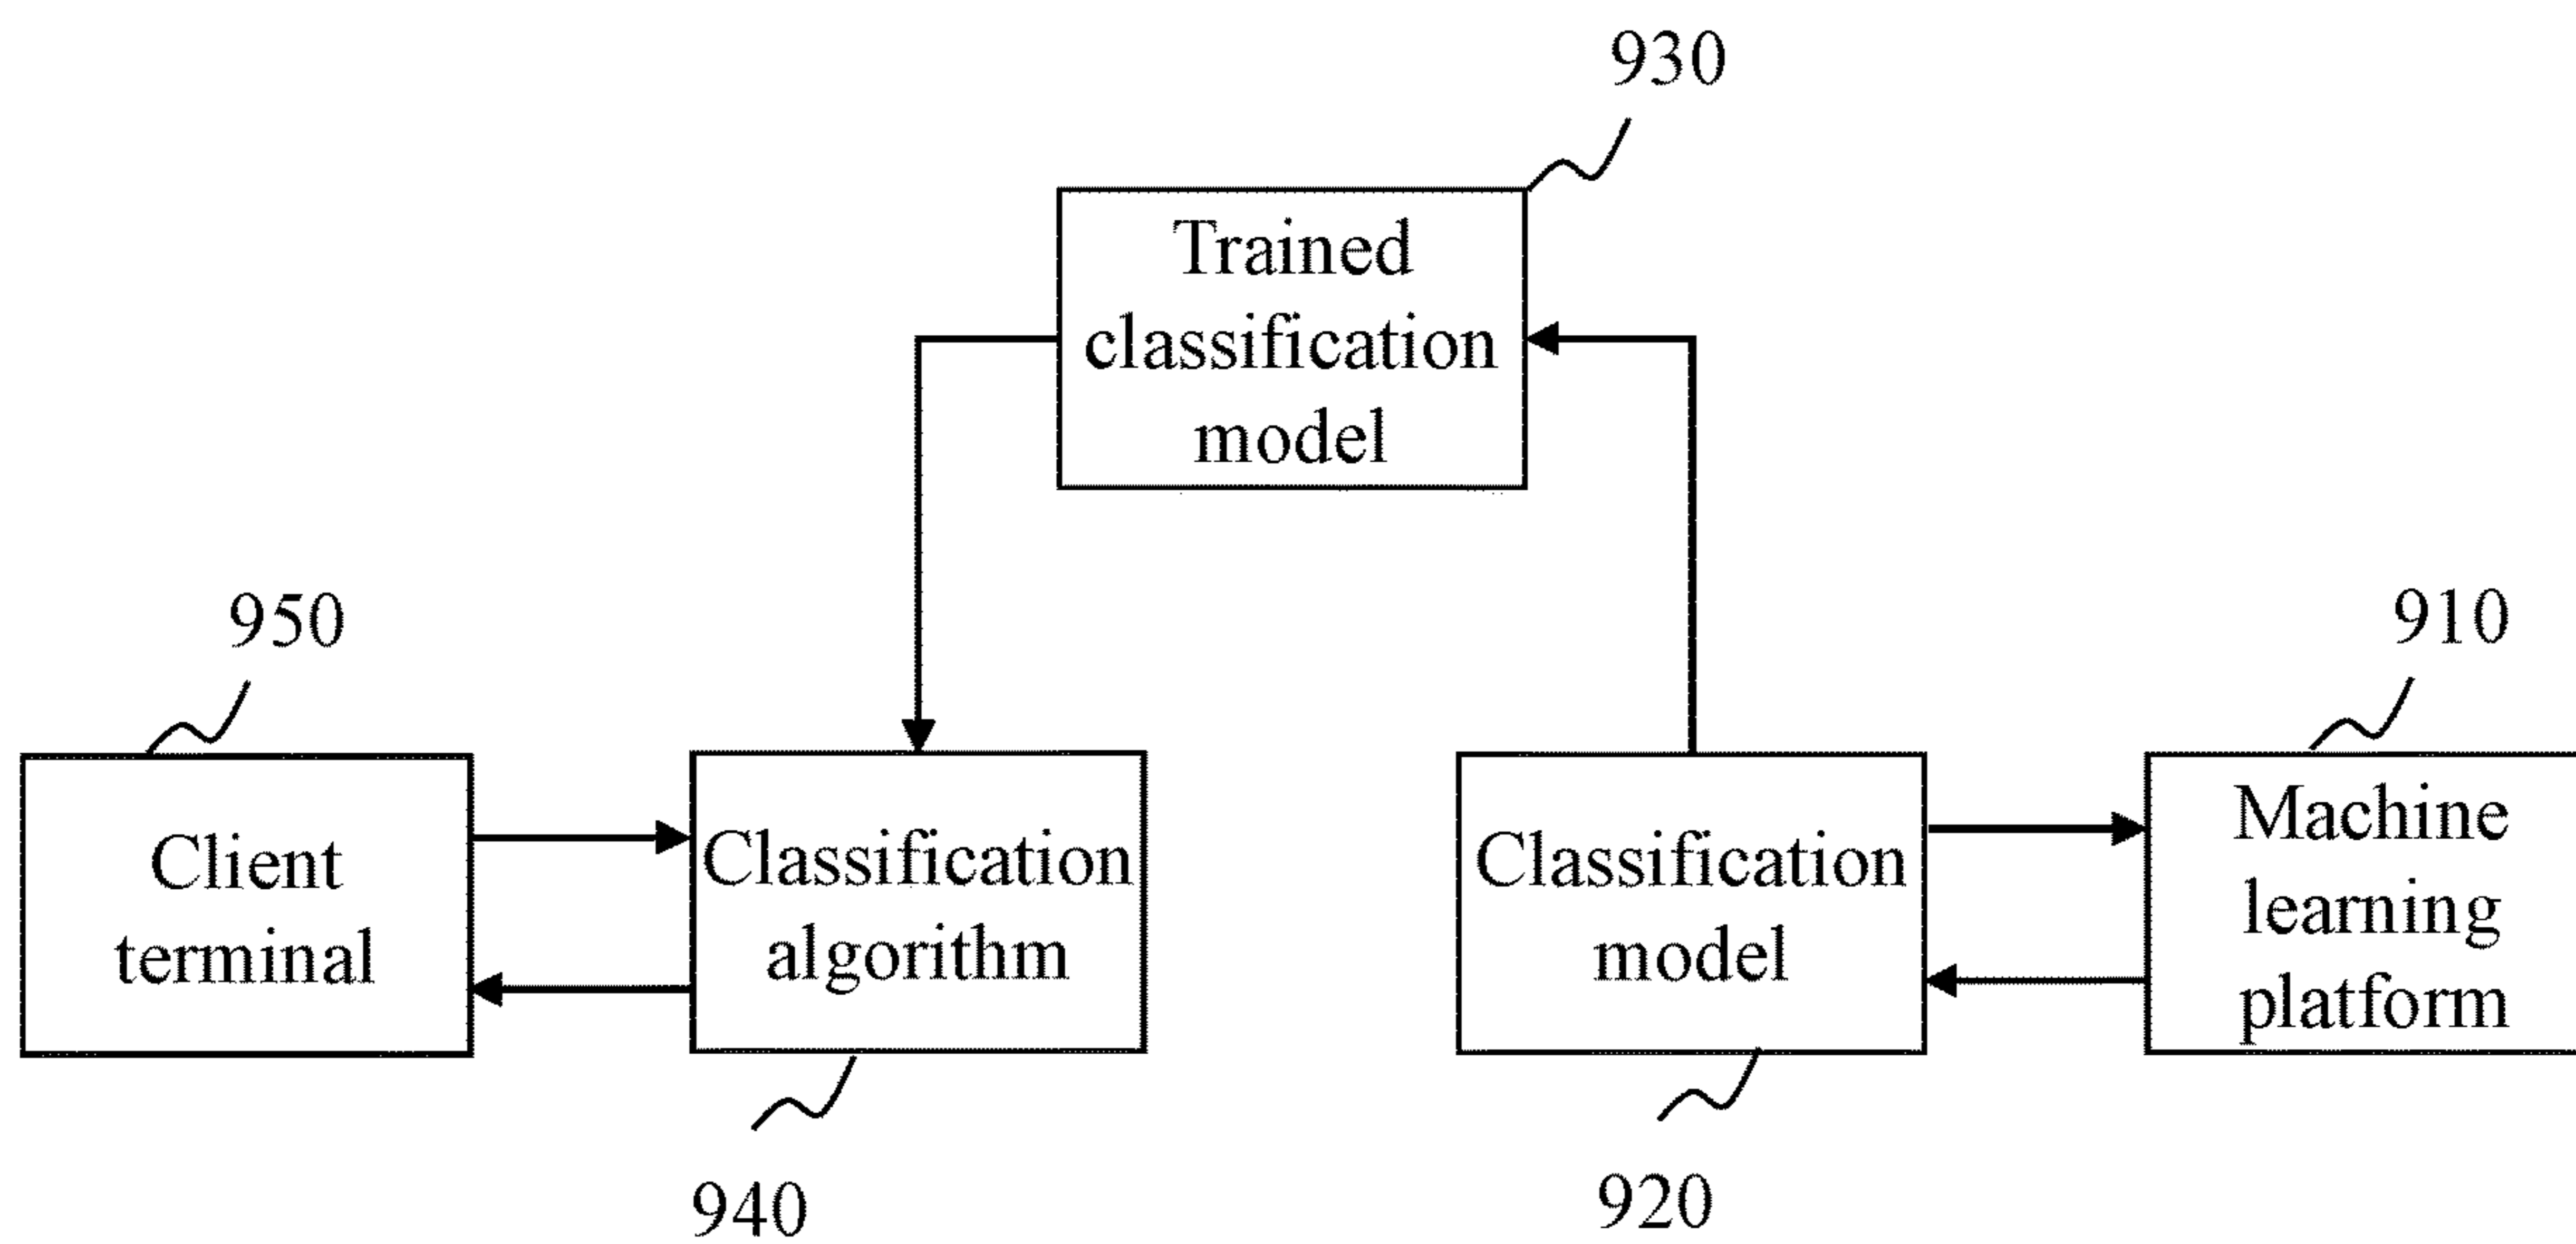 930
Trained
classification
model
950
910
Client
terminal
Classification
algorithm
Classification
model
Machine
learning
platform
940
920